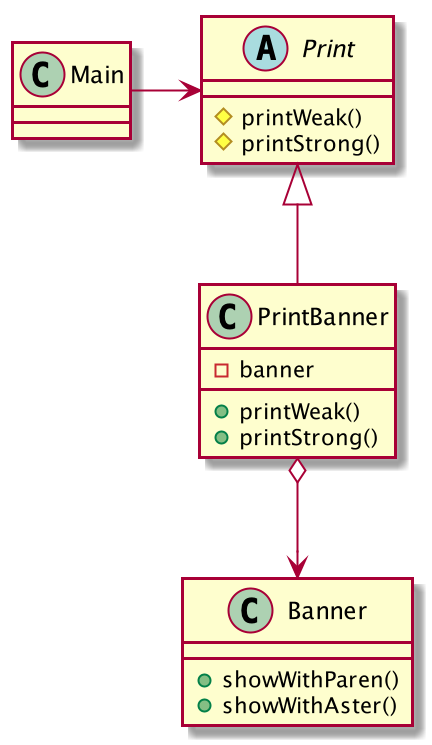 C Main
A Print
printWeak()
printStrong()
C PrintBanner
banner
printWeak()
printStrong()
C Banner
showWithParen()
showWithAster()